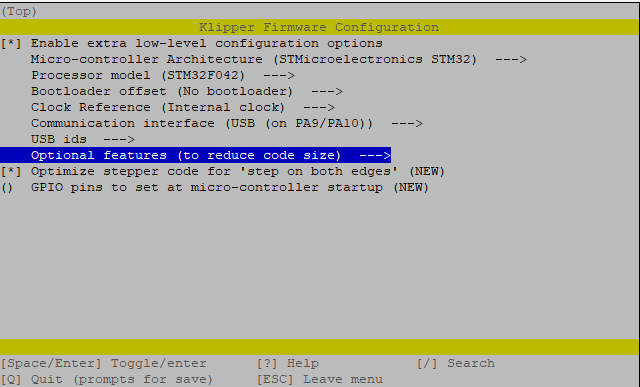 (Top)
Klipper Firmware Configuration
[*] Enable extra low-level configuration options
Micro-controller Architecture (STMicroelectronics STM32)  --->
Processor model (STM32F042)  --->
Bootloader offset (No bootloader)  --->
Clock Reference (Internal clock)  --->
Communication interface (USB (on PA9/PA10))  --->
USB ids  --->
Optional features (to reduce code size)  --->
[*] Optimize stepper code for 'step on both edges' (NEW)
()  GPIO pins to set at micro-controller startup (NEW)
[Space/Enter] Toggle/enter      [?] Help      [/] Search
[Q] Quit (prompts for save)      [ESC] Leave menu